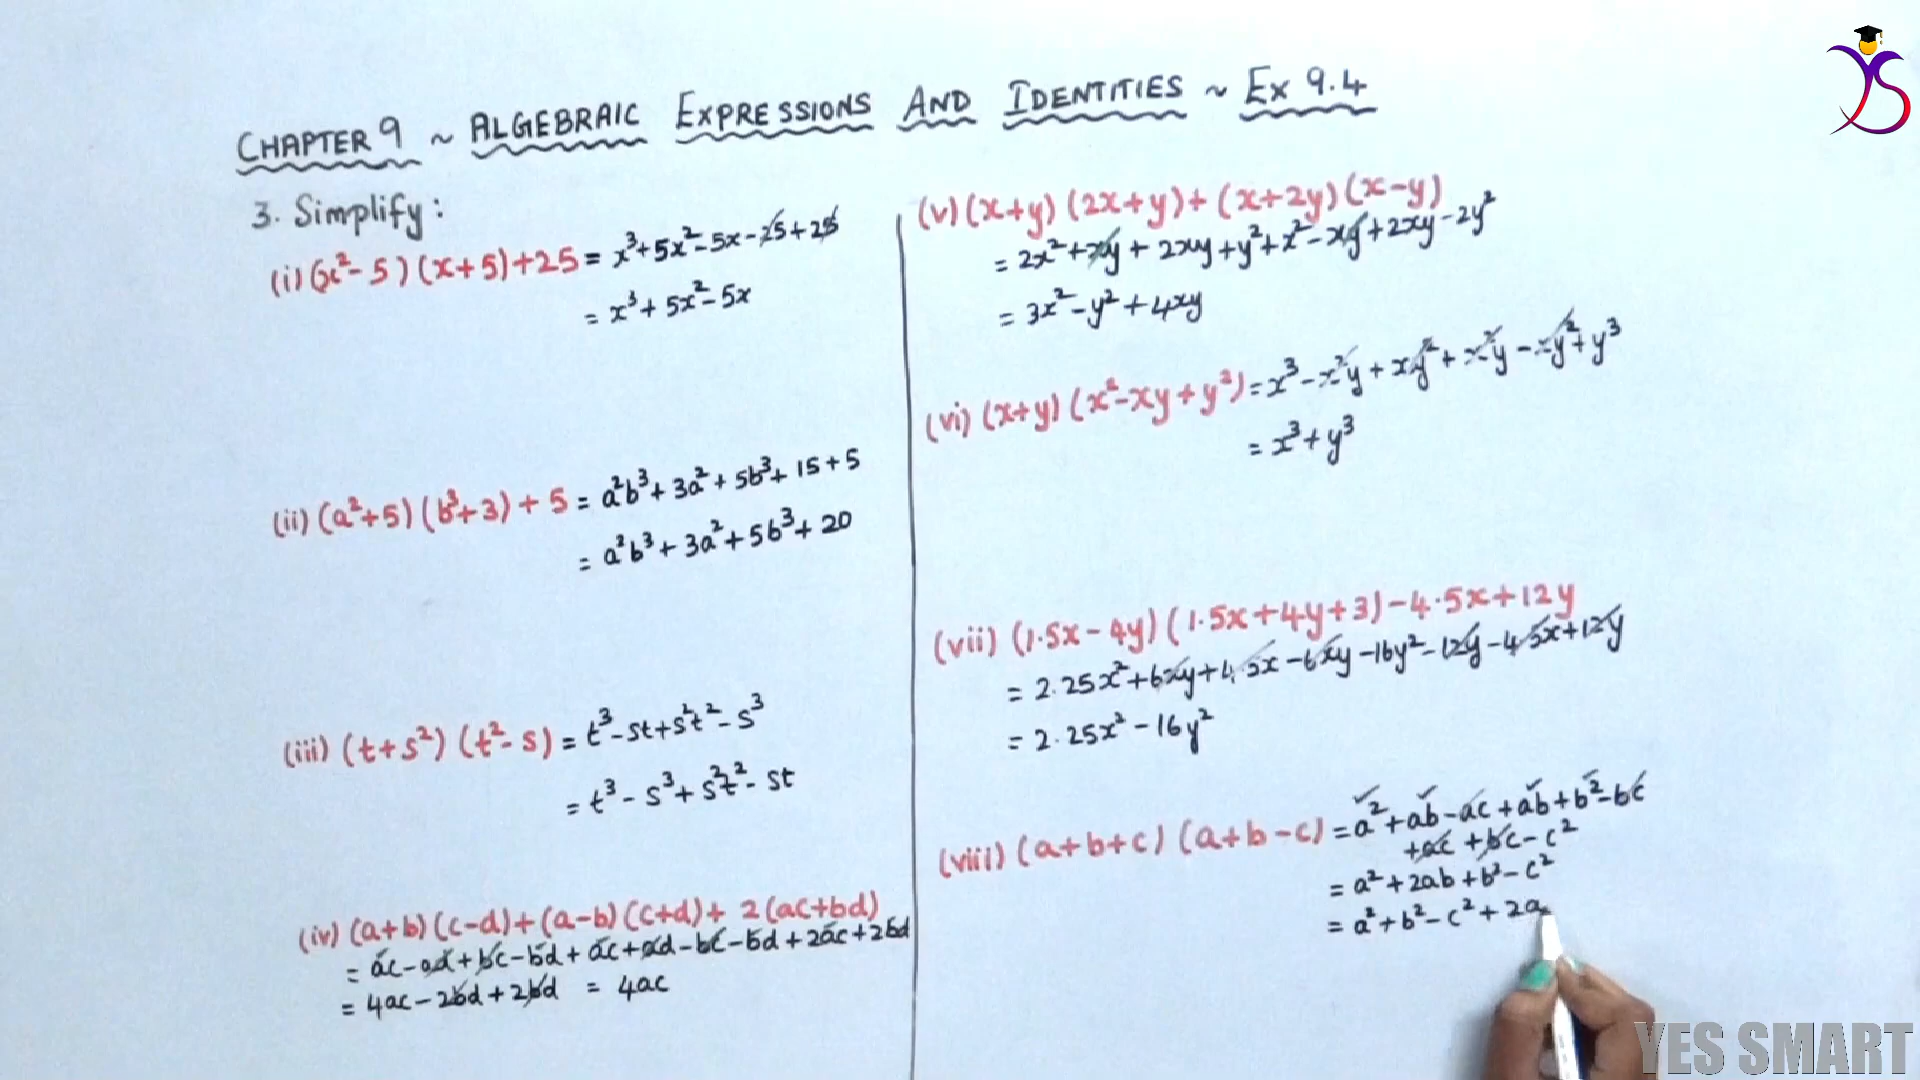 CHAPTER 9 ~ ALGEBRAIC EXPRESSIONS AND IDENTITIES ~ Ex 9.4
3. Simplify:
(i) (x²-5) (x+5)+25 = x³+5x²-5x-25+25
= x³+5x²-5x
(ii) (a²+5) (b³+3) + 5 = a²b³+3a²+5b³+15+5
= a²b³+3a²+5b³+20
(iii) (t+s²) (t²-s) = t³-st+s²t²-s³
= t³-s³+s²t²-st
(iv) (a+b)(c-d)+(a-b)(c+d)+ 2(ac+bd)
= ac-ad+bc-bd+ac+ad-bc-bd+2ac+2bd
= 4ac-2bd+2bd = 4ac
(v) (x+y) (2x+y)+(x+2y)(x-y)
= 2x²+xy+2xy+y²+x²-xy+2xy-2y²
= 3x²-y²+4xy
(vi) (x+y) (x²-xy+y²) = x³-x²y+xy²+x²y-xy²+y³
= x³+y³
(vii) (1.5x-4y) (1.5x+4y+3)-4.5x+12y
= 2.25x²+6xy+4.5x-6xy-16y²-12y-4.5x+12y
= 2.25x²-16y²
(viii) (a+b+c) (a+b-c) = a²+ab-ac+ab+b²-bc
+ac+bc-c²
= a²+2ab+b²-c²
= a²+b²-c²+2a
YS
YES SMART